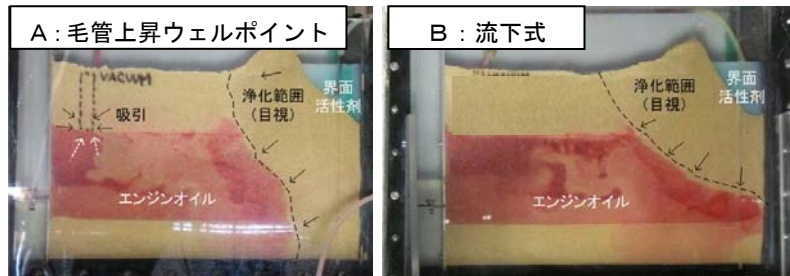 A:毛管上昇ウェルポイント
VACUUM
吸引
浄化範囲
(目視)
界面
活性剤
エンジンオイル
B:流下式
浄化範囲
(目視)
界面
活性剤
エンジンオイル